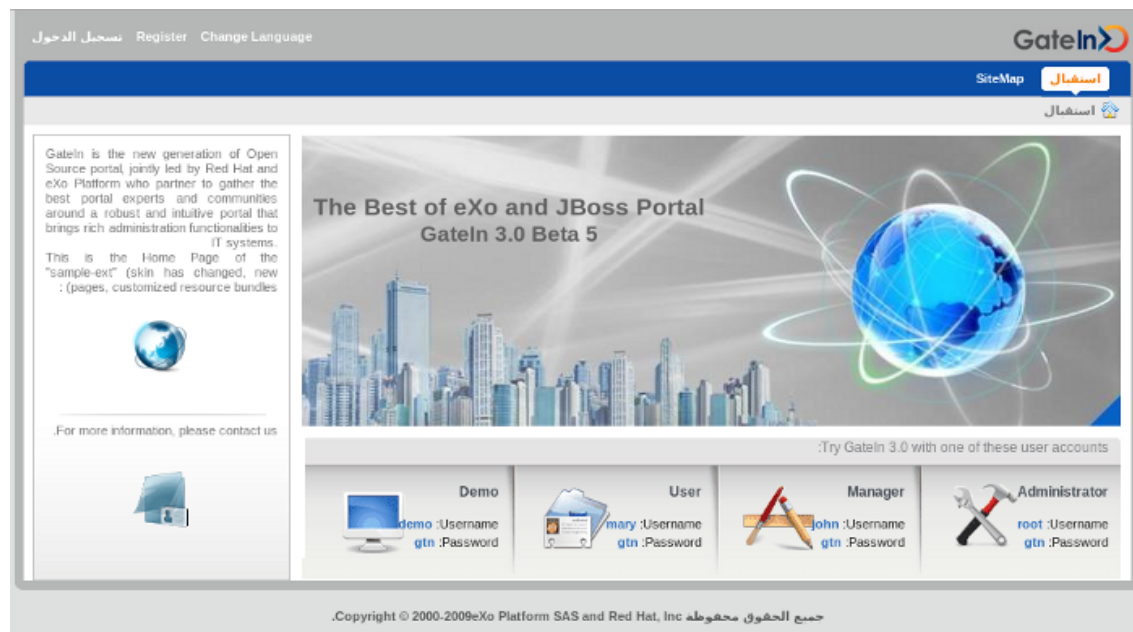 تسجيل الدخول Register Change Language
GateIn
استقبال SiteMap
استقبال
GateIn is the new generation of Open
Source portal, jointly led by Red Hat and
eXo Platform who partner to gather the
best portal experts and communities
around a robust and intuitive portal that
brings rich administration functionalities to
IT systems.
This is the Home Page of the
"sample-ext" (skin has changed, new
: (pages, customized resource bundles
.For more information, please contact us
The Best of eXo and JBoss Portal
GateIn 3.0 Beta 5
:Try GateIn 3.0 with one of these user accounts
Administrator
root :Username
gtn :Password
Manager
john :Username
gtn :Password
User
mary :Username
gtn :Password
Demo
demo :Username
gtn :Password
.Copyright © 2000-2009eXo Platform SAS and Red Hat, Inc جميع الحقوق محفوظة